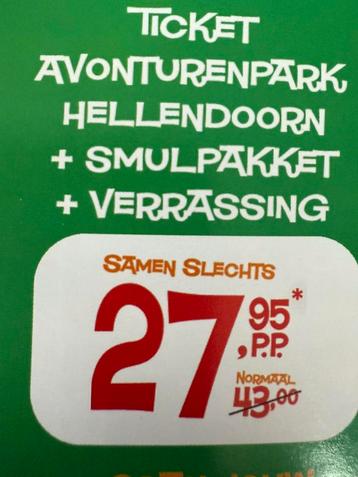 TICKET
AVONTURENPARK
HELLENDOORN
+ SMULPAKKET
+ VERRASSING
SAMEN SLECHTS
27,95*
P.P.
NORMAAL
43,00